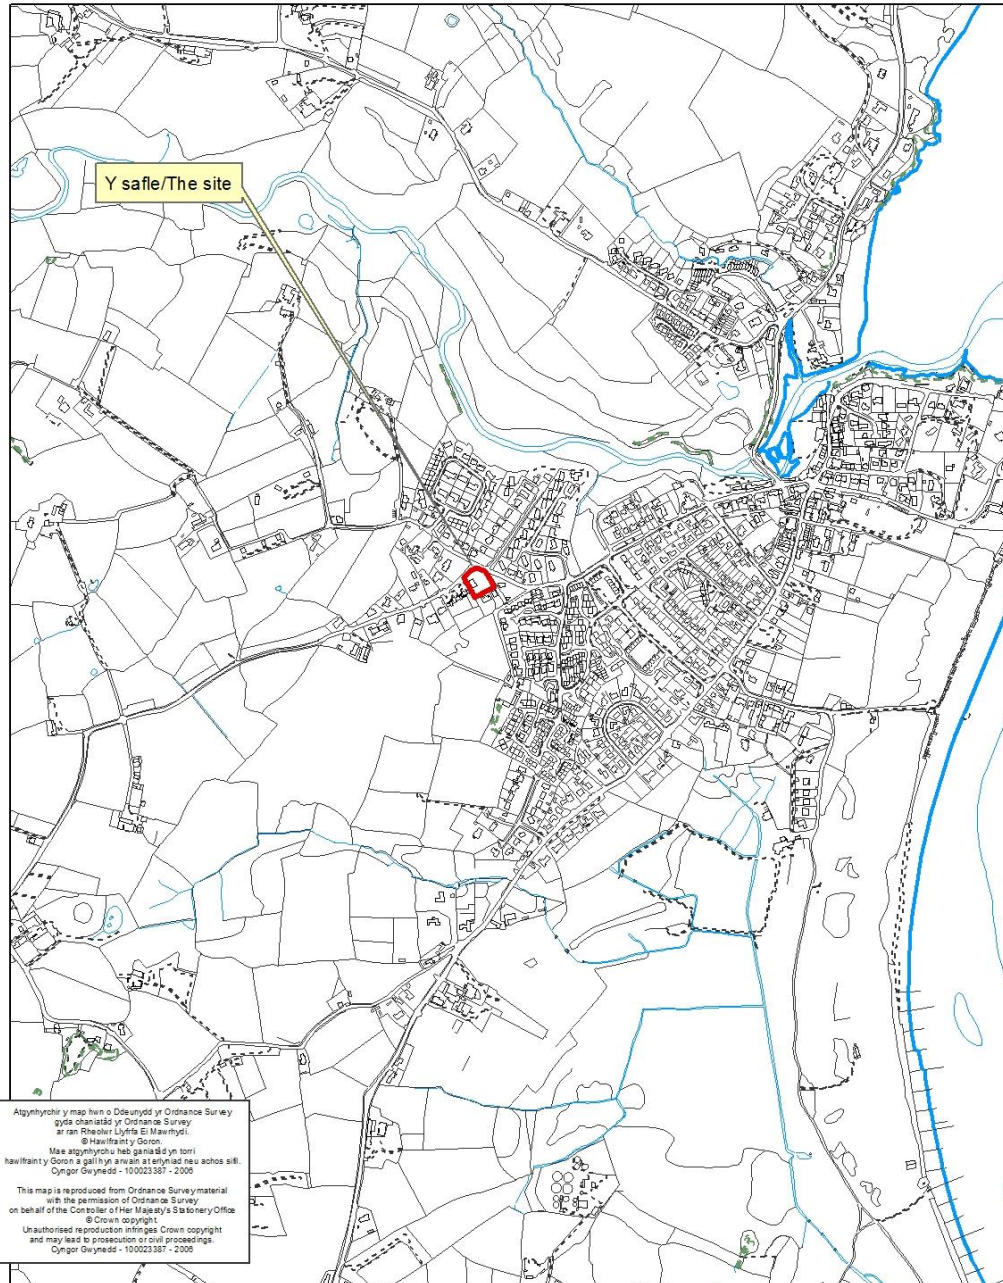 Y safle/The site
Atgynhyrchir y map hwn o Ddeunydd yr Ordnance Survey
gyda chaniatâd yr Ordnance Survey
ar ran Rheolwr Llyfrfa Ei Mawrhydi.
© Hawlfraint y Goron.
Mae atgynhyrchu heb ganiatâd yn torri
hawlfraint y Goron a gall hyn arwain at erlyniad neu achos sifil.
Cyngor Gwynedd - 100023387 - 2008
This map is reproduced from Ordnance Survey material
with the permission of Ordnance Survey
on behalf of the Controller of Her Majesty's Stationery Office
© Crown copyright.
Unauthorised reproduction infringes Crown copyright
and may lead to prosecution or civil proceedings.
Cyngor Gwynedd - 100023387 - 2008